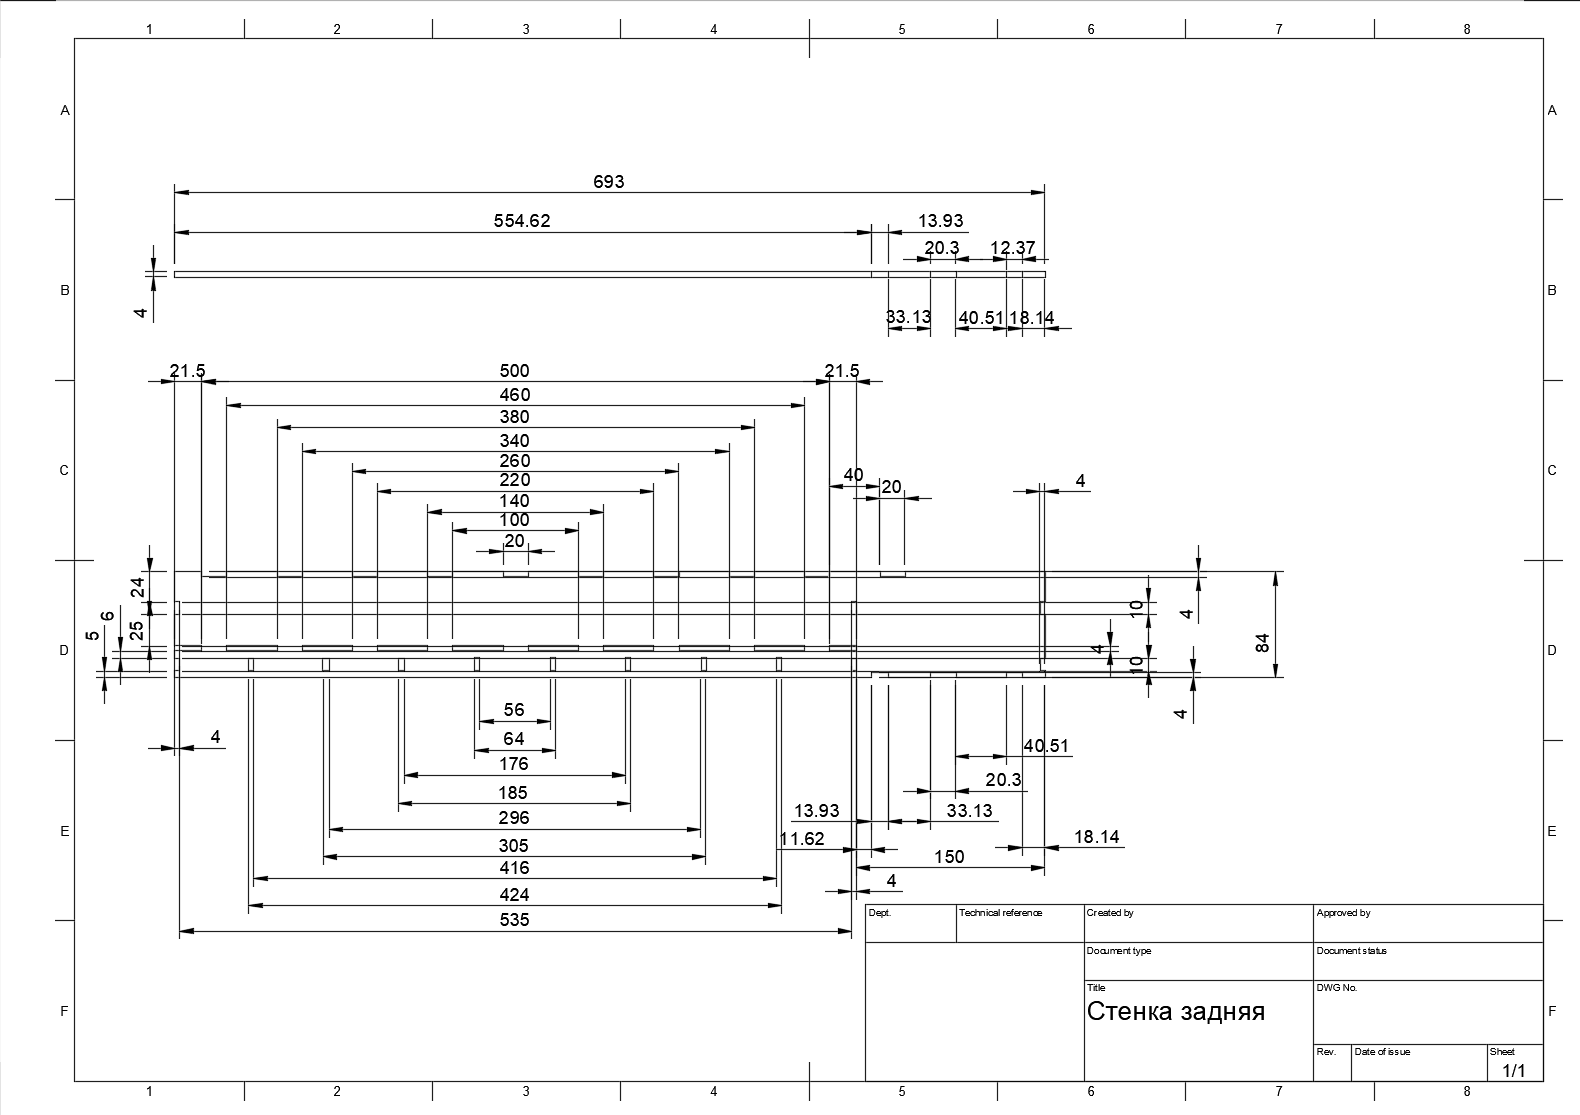 1 2 3 4 5 6 7 8
A A
693
554.62 13.93
20.3 12.37
B B
4
33.13 40.51 18.14
21.5 500 21.5
460
380
340
260
C 40 C
220 20 4
140
100
20
24 10
6 4
25 84
5 D 4 D
10
4
56
4 64 40.51
176
20.3
185
13.93 33.13
296
E 11.62 18.14 E
305 150
416
4
424
535
Dept. Technical reference Created by Approved by
Document type Document status
Title DWG No.
F Стенка задняя F
Rev. Date of issue Sheet
1/1
1 2 3 4 5 6 7 8